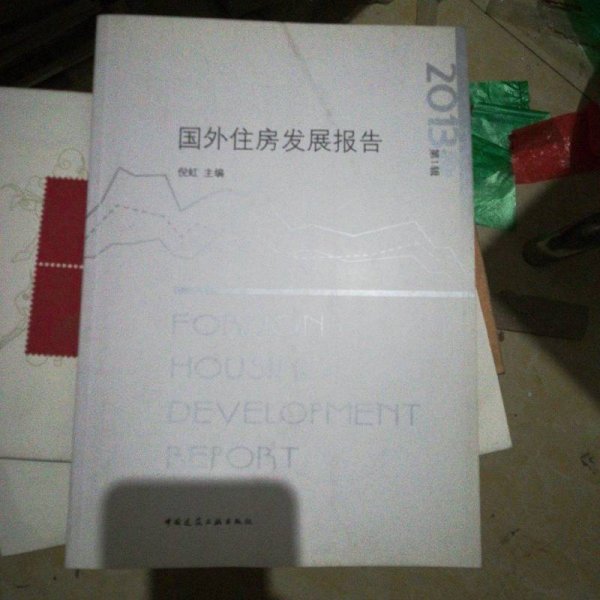 2013
第1辑
国外住房发展报告
倪虹 主编
FOREIGN
HOUSING
DEVELOPMENT
REPORT
中国建筑工业出版社